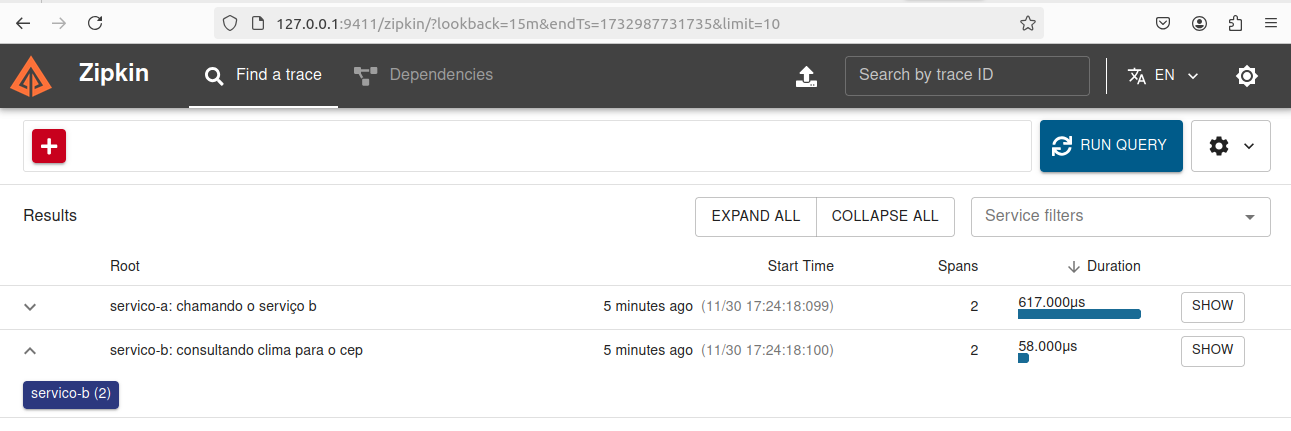 127.0.0.1:9411/zipkin/?lookback=15m&endTs=1732987731735&limit=10
Zipkin Find a trace Dependencies Search by trace ID EN
RUN QUERY
Results EXPAND ALL COLLAPSE ALL Service filters
Root Start Time Spans Duration
servico-a: chamando o serviço b 5 minutes ago (11/30 17:24:18:099) 2 617.000μs SHOW
servico-b: consultando clima para o cep 5 minutes ago (11/30 17:24:18:100) 2 58.000μs SHOW
servico-b (2)